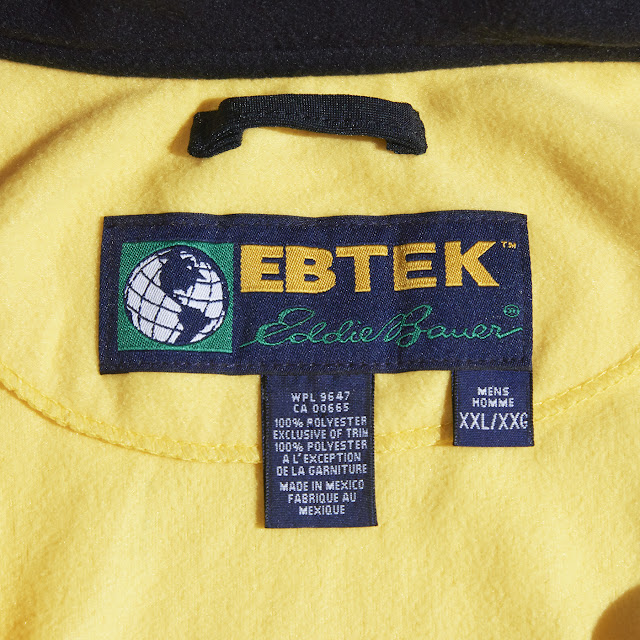 EBTEK™
Eddie Bauer®
WPL 9647
CA 00665
100% POLYESTER
EXCLUSIVE OF TRIM
100% POLYESTER
A L'EXCEPTION
DE LA GARNITURE
MADE IN MEXICO
FABRIQUE AU
MEXIQUE
MENS
HOMME
XXL/XXG